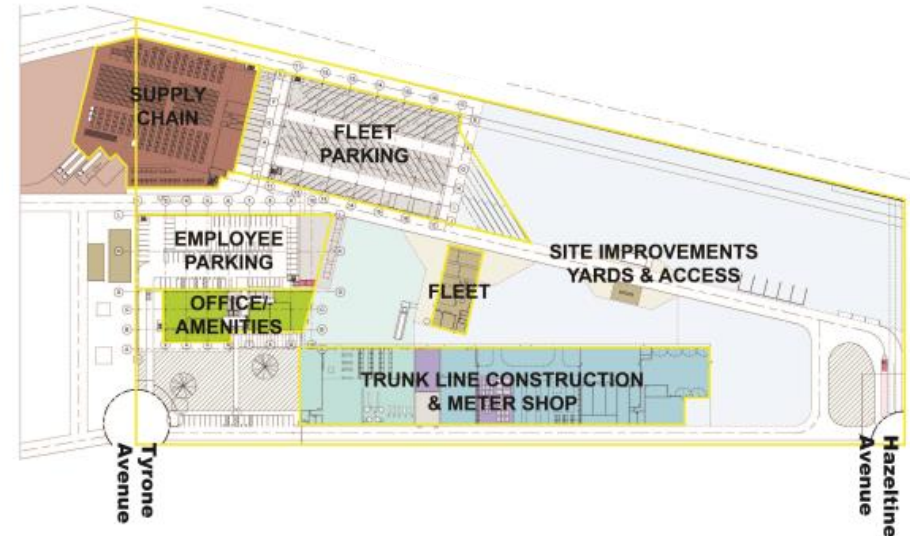 SUPPLY
CHAIN
FLEET
PARKING
EMPLOYEE
PARKING
SITE IMPROVEMENTS
YARDS & ACCESS
FLEET
OFFICE/
AMENITIES
TRUNK LINE CONSTRUCTION
& METER SHOP
Tyrone
Avenue
Hazeltine
Avenue